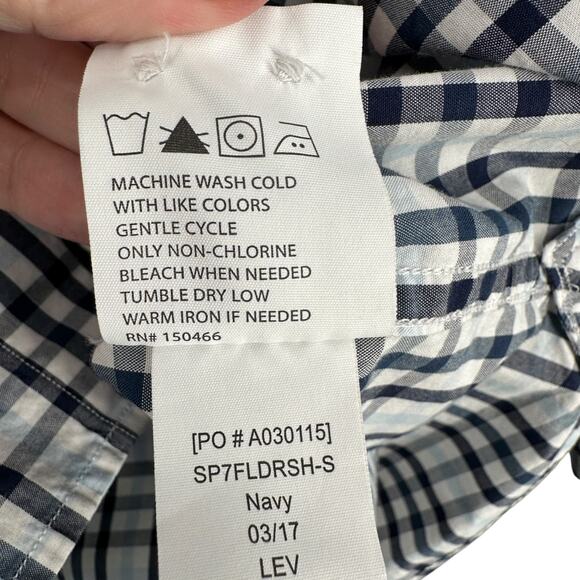 MACHINE WASH COLD
WITH LIKE COLORS
GENTLE CYCLE
ONLY NON-CHLORINE
BLEACH WHEN NEEDED
TUMBLE DRY LOW
WARM IRON IF NEEDED
RN# 150466
[PO # A030115]
SP7FLDRSH-S
Navy
03/17
LEV